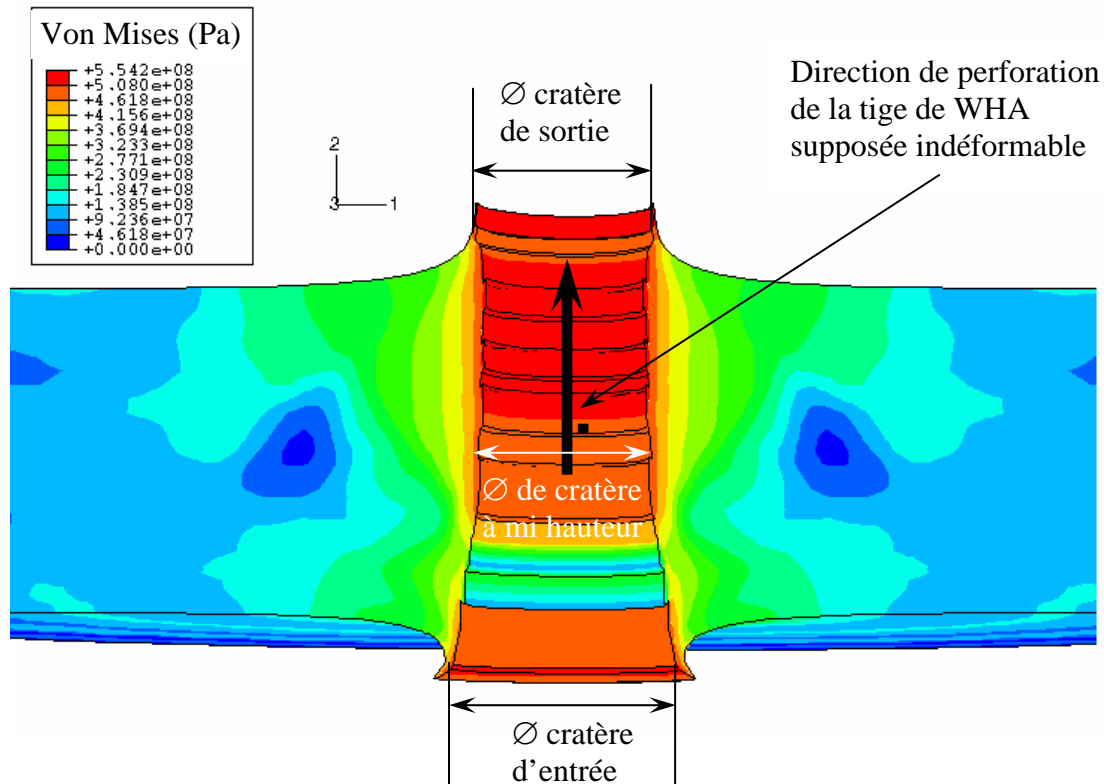 Von Mises (Pa)
+5.542e+08
+5.080e+08
+4.618e+08
+4.156e+08
+3.694e+08
+3.233e+08
+2.771e+08
+2.309e+08
+1.847e+08
+1.385e+08
+9.236e+07
+4.618e+07
+0.000e+00
2
3
1
∅ cratère
de sortie
Direction de perforation
de la tige de WHA
supposée indéformable
∅ de cratère
à mi hauteur
∅ cratère
d’entrée